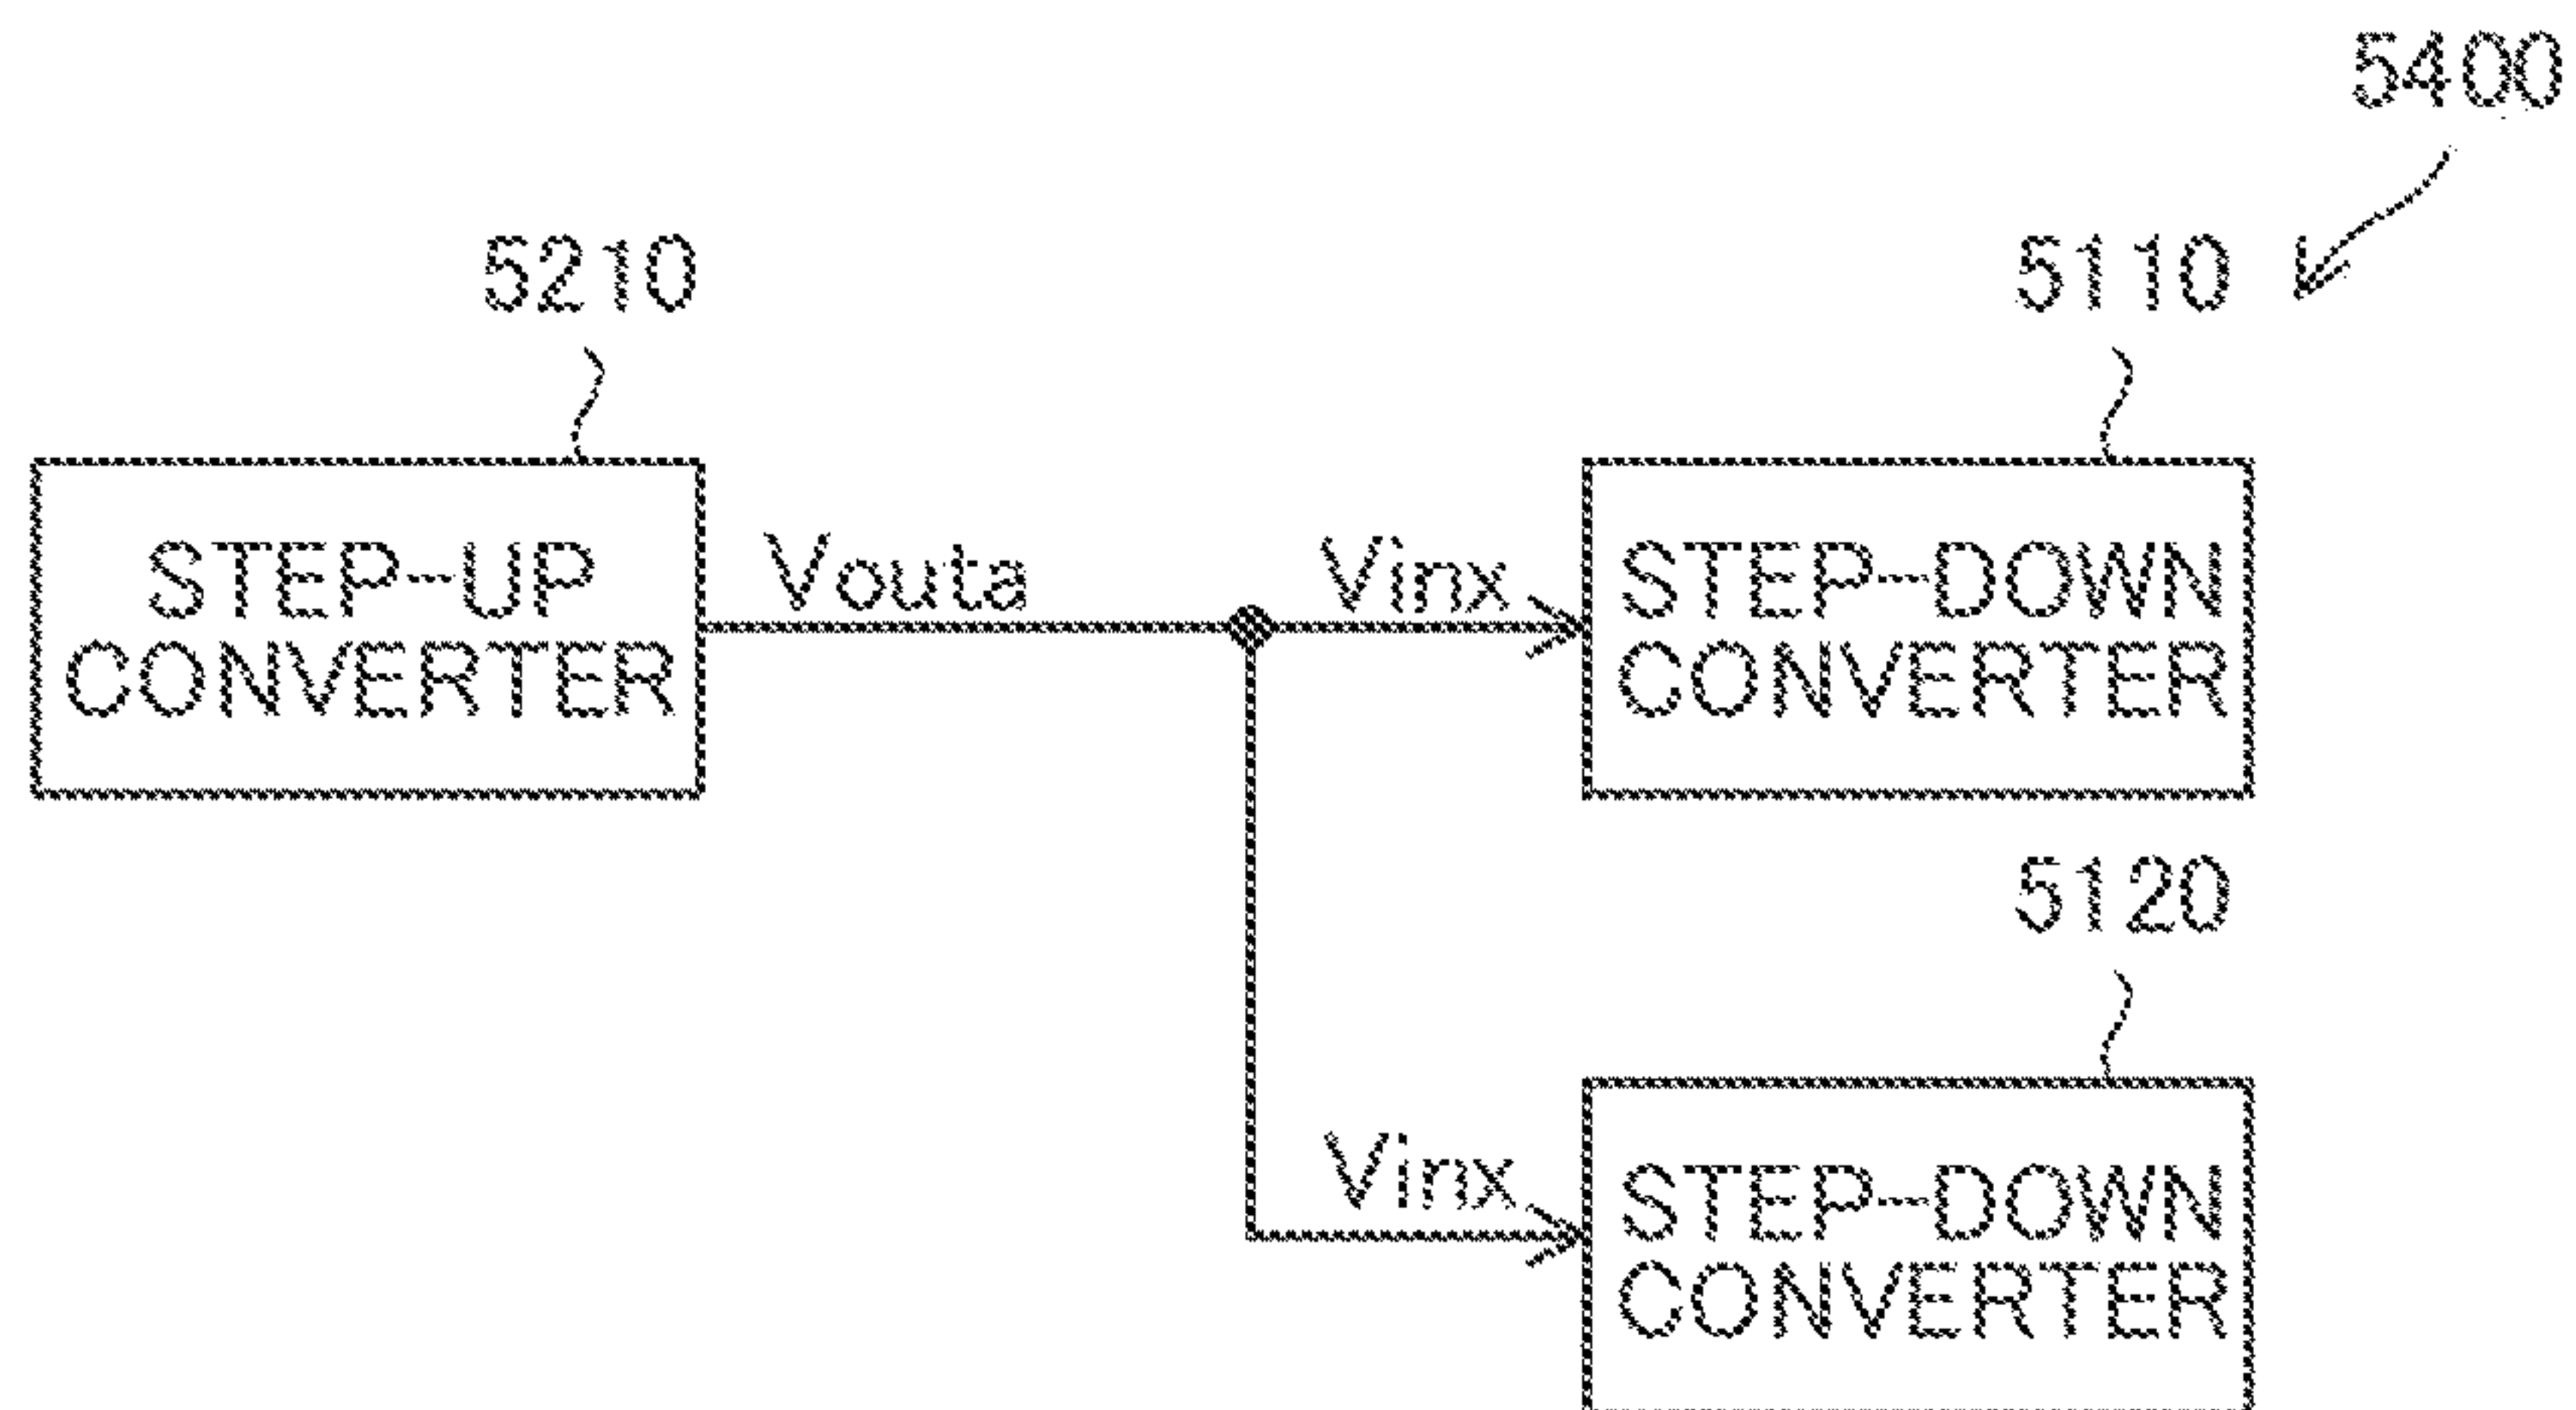 5400
5210
5110
STEP-UP
CONVERTER
Vouta
Vinx
STEP-DOWN
CONVERTER
5120
Vinx
STEP-DOWN
CONVERTER